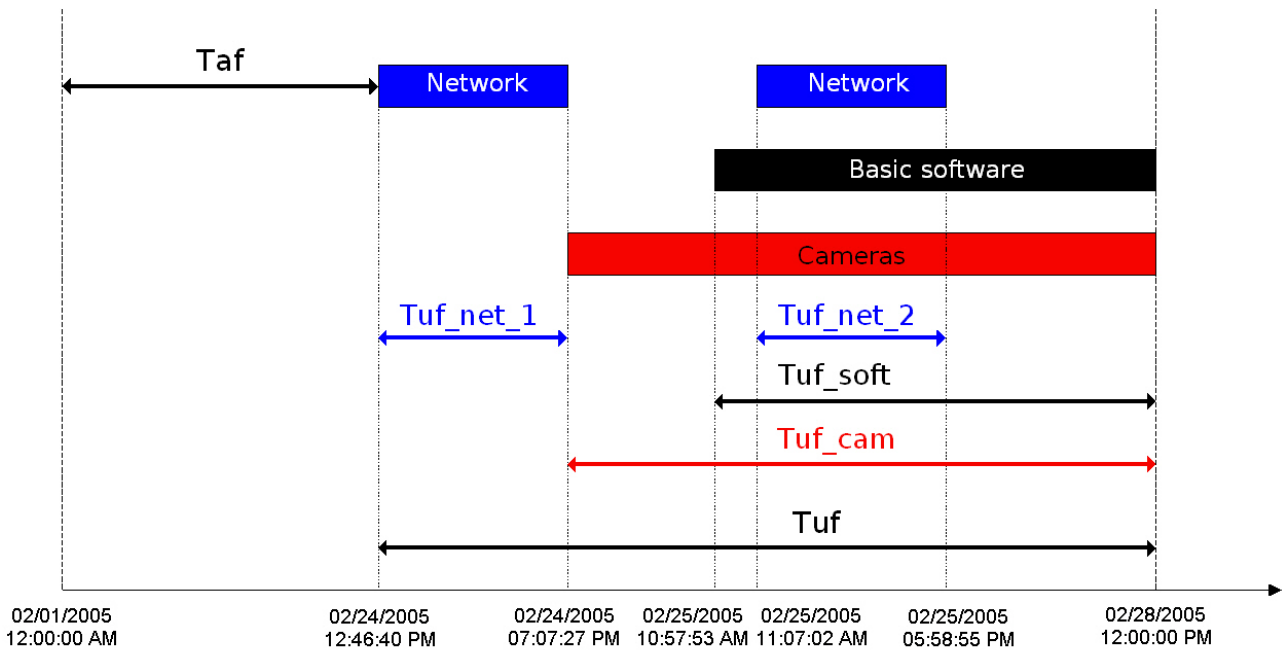 Taf
Network
Network
Basic software
Cameras
Tuf_net_1
Tuf_net_2
Tuf_soft
Tuf_cam
Tuf
02/01/2005
12:00:00 AM
02/24/2005
12:46:40 PM
02/24/2005
07:07:27 PM
02/25/2005
10:57:53 AM
02/25/2005
11:07:02 AM
02/25/2005
05:58:55 PM
02/28/2005
12:00:00 PM